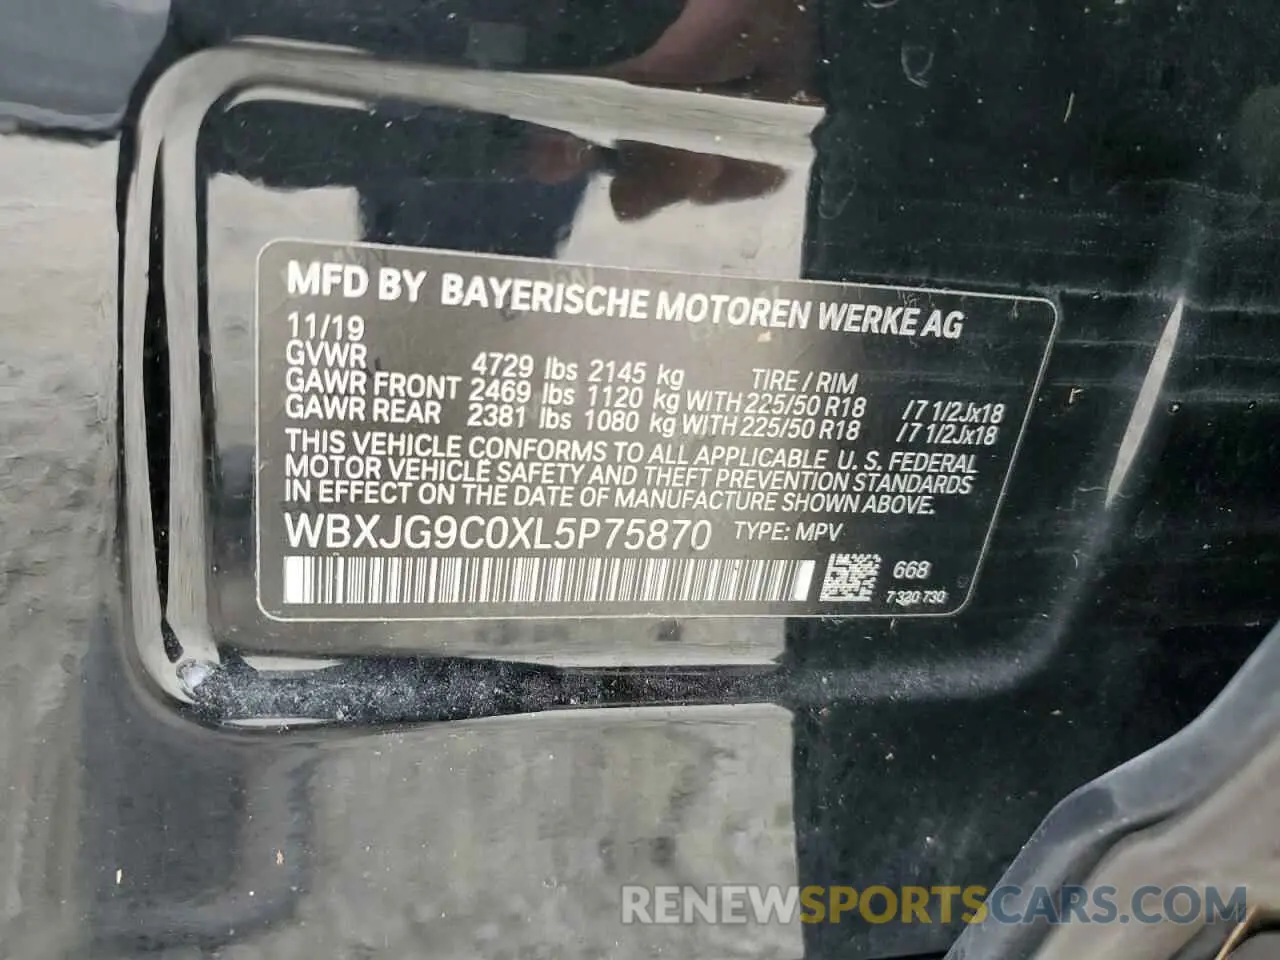 MFD BY BAYERISCHE MOTOREN WERKE AG
11/19
GVWR 4729 lbs 2145 kg TIRE / RIM
GAWR FRONT 2469 lbs 1120 kg WITH 225/50 R18 /7 1/2Jx18
GAWR REAR 2381 lbs 1080 kg WITH 225/50 R18 /7 1/2Jx18
THIS VEHICLE CONFORMS TO ALL APPLICABLE U. S. FEDERAL
MOTOR VEHICLE SAFETY AND THEFT PREVENTION STANDARDS
IN EFFECT ON THE DATE OF MANUFACTURE SHOWN ABOVE.
WBXJG9C0XL5P75870 TYPE: MPV
668
7 320 730
RENEWSPORTSCARS.COM